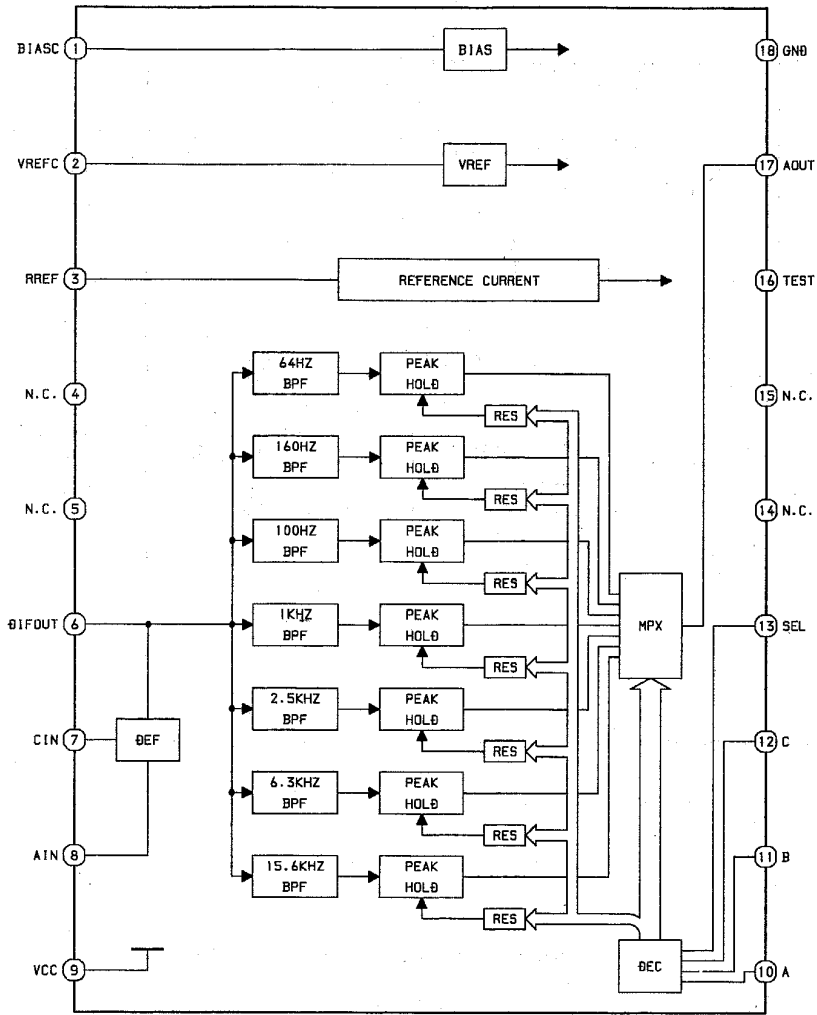 BIASC 1 BIAS 18 GND
VREFC 2 VREF 17 AOUT
RREF 3 REFERENCE CURRENT 16 TEST
64HZ BPF PEAK HOLD
N.C. 4 RES 15 N.C.
160HZ BPF PEAK HOLD
RES
N.C. 5 14 N.C.
100HZ BPF PEAK HOLD
RES
DIFOUT 6 1KHZ BPF PEAK HOLD MPX 13 SEL
RES
2.5KHZ BPF PEAK HOLD
CIN 7 DEF RES 12 C
6.3KHZ BPF PEAK HOLD
RES
AIN 8 11 B
15.6KHZ BPF PEAK HOLD
RES
VCC 9 DEC 10 A